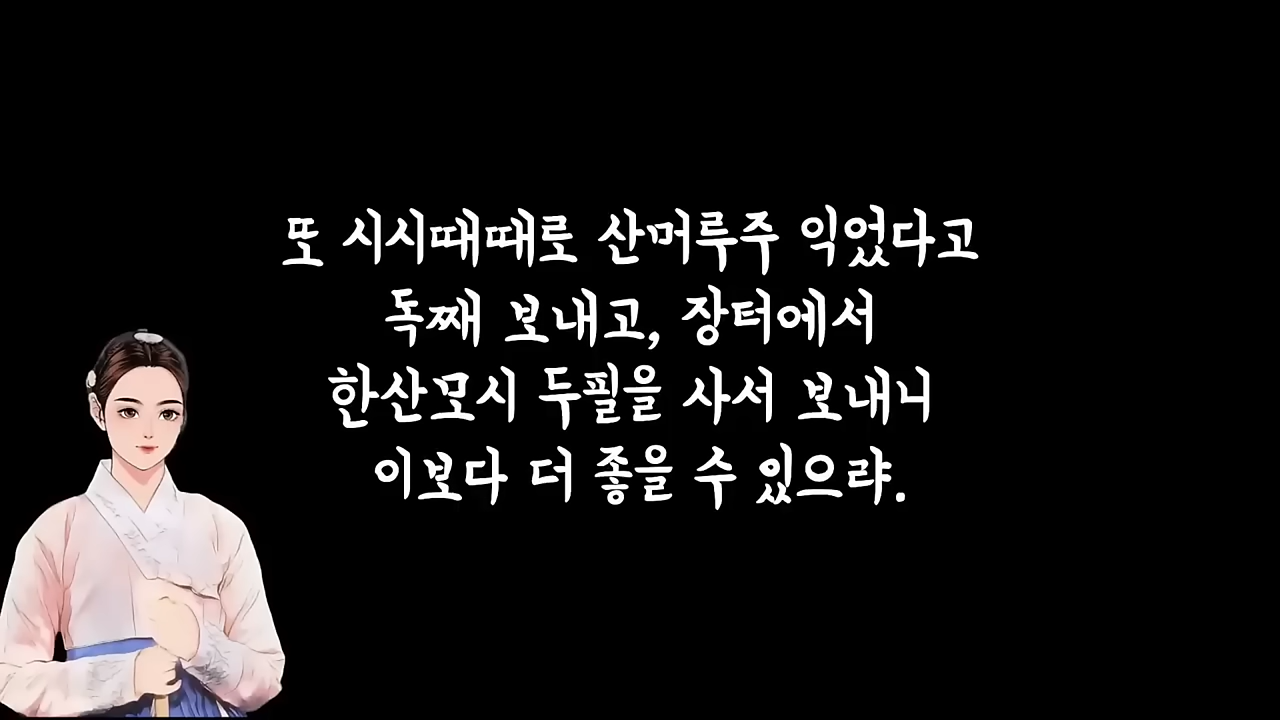 또 시시때때로 산머루주 익었다고
독째 보내고, 장터에서
한산모시 두필을 사서 보내니
이보다 더 좋을 수 있으랴.